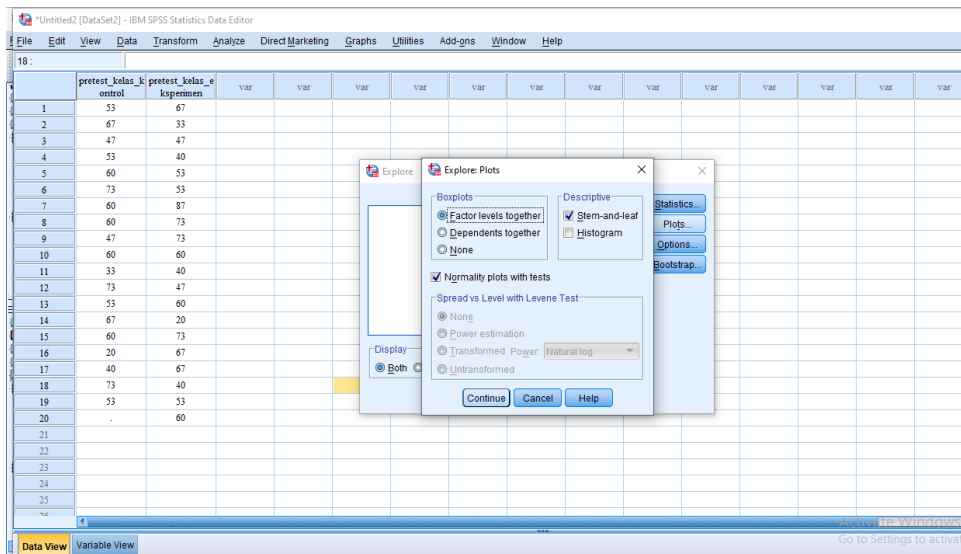 *Untitled2 [DataSet2] - IBM SPSS Statistics Data Editor
File Edit View Data Transform Analyze Direct Marketing Graphs Utilities Add-ons Window Help
18 :
pretest_kelas_k pretest_kelas_e
ontrol ksperimen var var var var var var var var var var var var var
1 53 67
2 67 33
3 47 47
4 53 40
5 60 53
6 73 53
7 60 87
8 60 73
9 47 73
10 60 60
11 33 40
12 73 47
13 53 60
14 67 20
15 60 73
16 20 67
17 40 67
18 73 40
19 53 53
20 . 60
21
22
23
24
25
26
Explore
Statistics...
Plots...
Options...
Bootstrap...
Display
Both
Explore: Plots
Boxplots
Factor levels together
Dependents together
None
Descriptive
Stem-and-leaf
Histogram
Normality plots with tests
Spread vs Level with Levene Test
None
Power estimation
Transformed Power: Natural log
Untransformed
Continue Cancel Help
Activate Windows
Go to Settings to activa
Data View Variable View